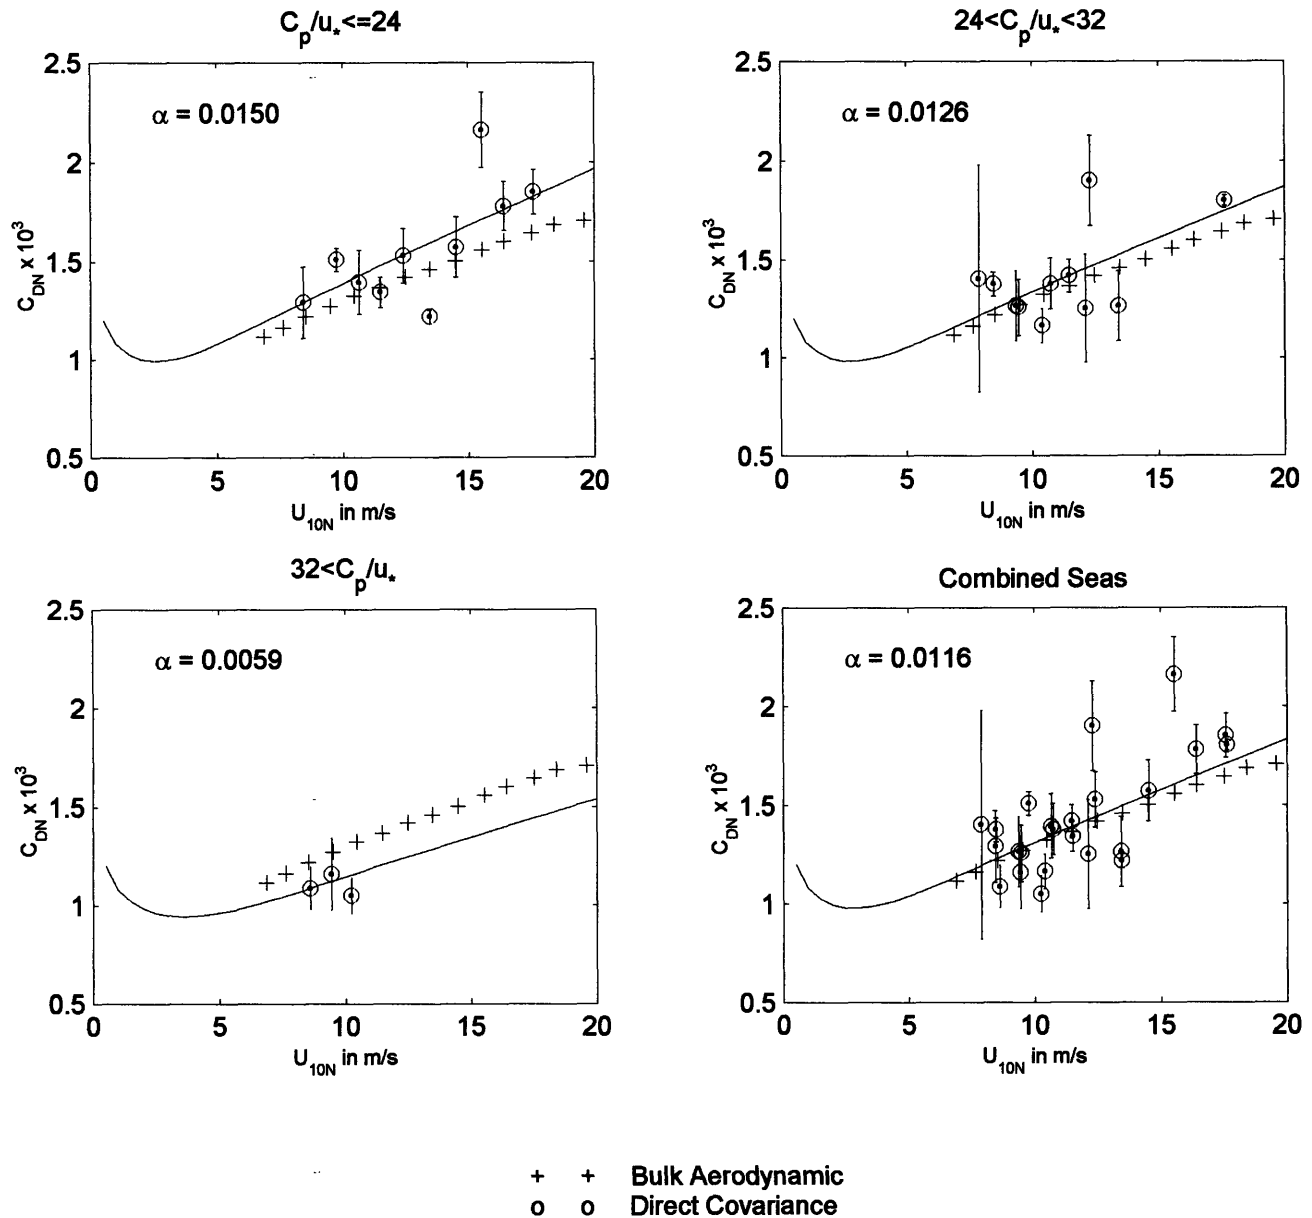 C_p/u_*<=24
α = 0.0150
2.5
2
1.5
1
0.5
0 5 10 15 20
C_DN x 10^3
U_10N in m/s
24<C_p/u_*<32
α = 0.0126
2.5
2
1.5
1
0.5
0 5 10 15 20
C_DN x 10^3
U_10N in m/s
32<C_p/u_*
α = 0.0059
2.5
2
1.5
1
0.5
0 5 10 15 20
C_DN x 10^3
U_10N in m/s
Combined Seas
α = 0.0116
2.5
2
1.5
1
0.5
0 5 10 15 20
C_DN x 10^3
U_10N in m/s
+ + Bulk Aerodynamic
o o Direct Covariance